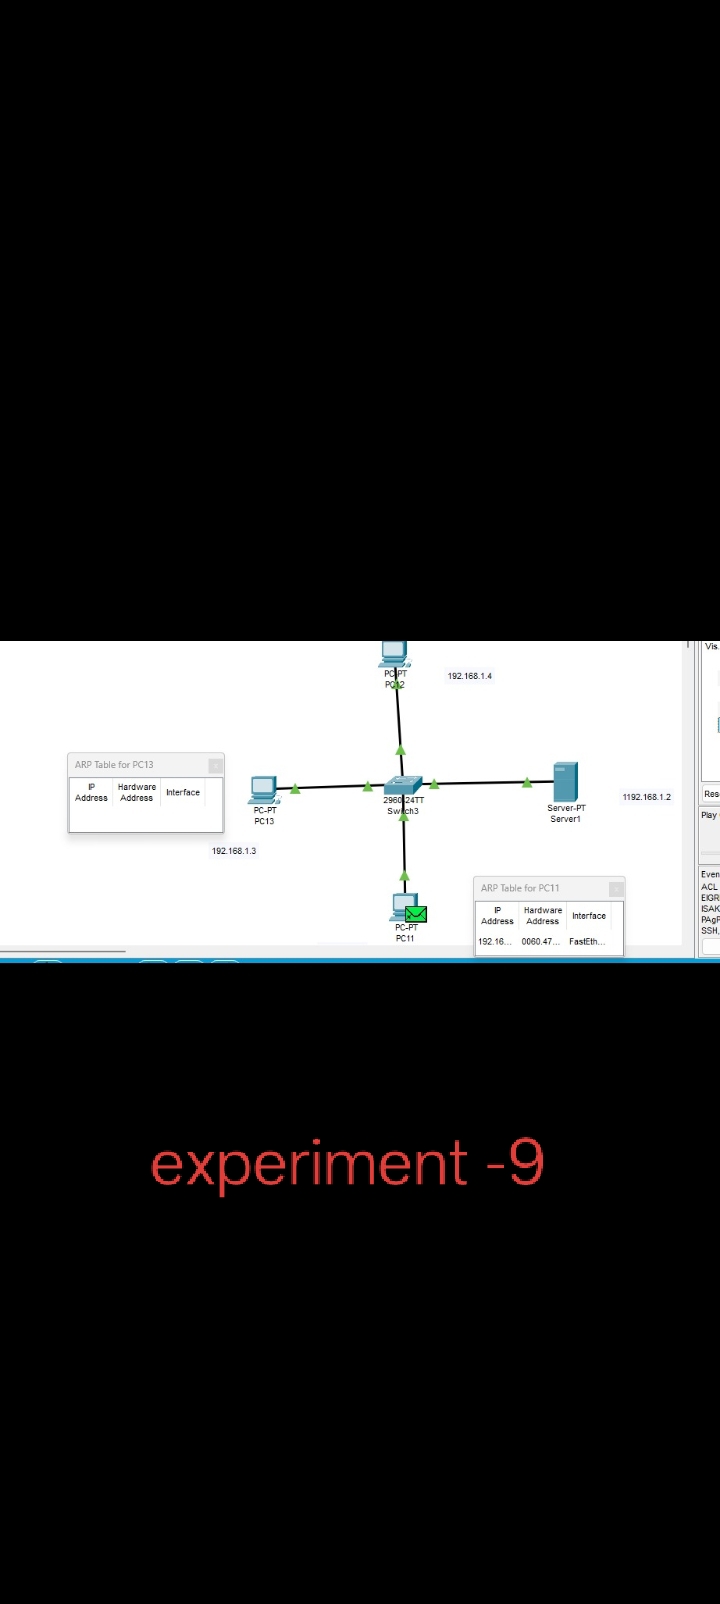 Vis.
PC-PT
PC12
192.168.1.4
ARP Table for PC13
IP Address
Hardware Address
Interface
PC-PT
PC13
192.168.1.3
2960-24TT
Switch3
Server-PT
Server1
1192.168.1.2
PC-PT
PC11
ARP Table for PC11
IP Address
Hardware Address
Interface
192.16...
0060.47...
FastEth...
Res
Play
Even
ACL
EIGR
ISAK
PAgP
SSH,
experiment -9